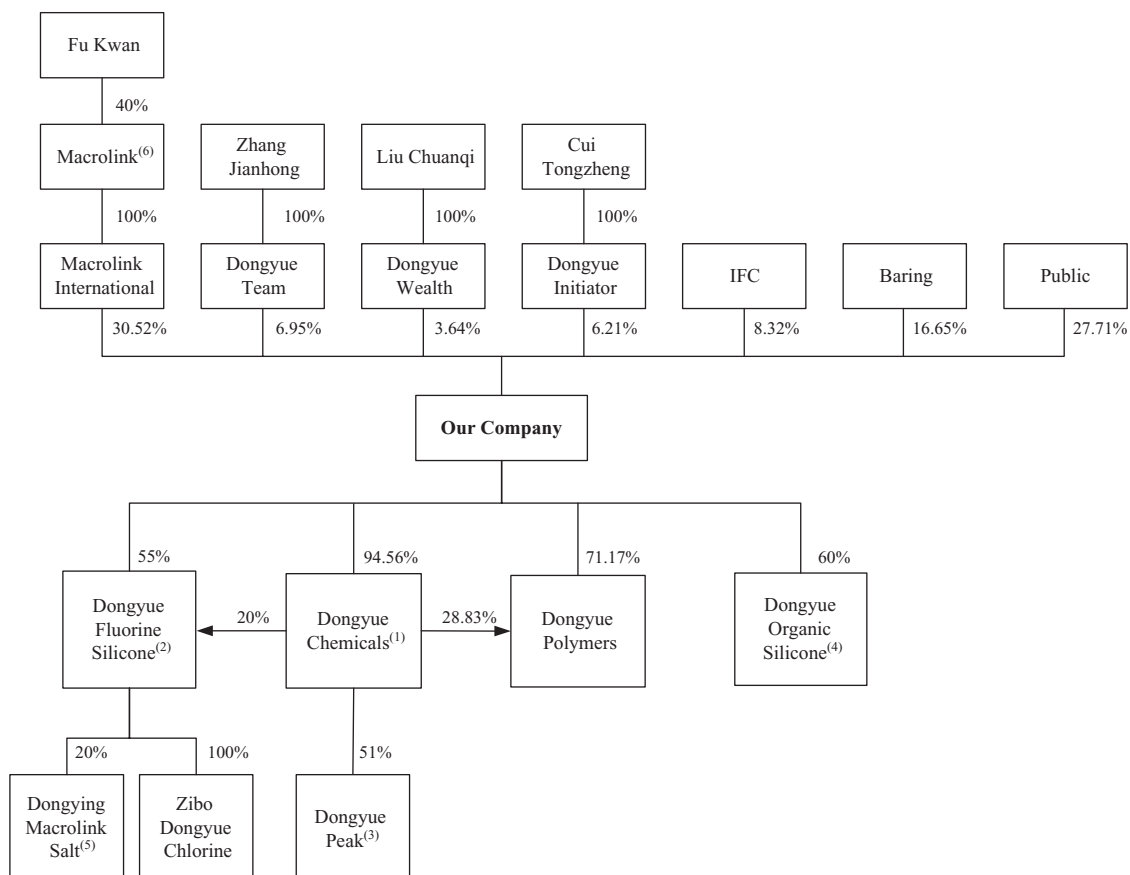 Fu Kwan
40%
Macrolink(6)
Zhang
Jianhong
Liu Chuanqi
Cui
Tongzheng
100%
100%
100%
100%
Macrolink
International
Dongyue
Team
Dongyue
Wealth
Dongyue
Initiator
IFC
Baring
Public
30.52%
6.95%
3.64%
6.21%
8.32%
16.65%
27.71%
Our Company
55%
94.56%
71.17%
60%
Dongyue
Fluorine
Silicone(2)
20%
Dongyue
Chemicals(1)
28.83%
Dongyue
Polymers
Dongyue
Organic
Silicone(4)
20%
100%
51%
Dongying
Macrolink
Salt(5)
Zibo
Dongyue
Chlorine
Dongyue
Peak(3)